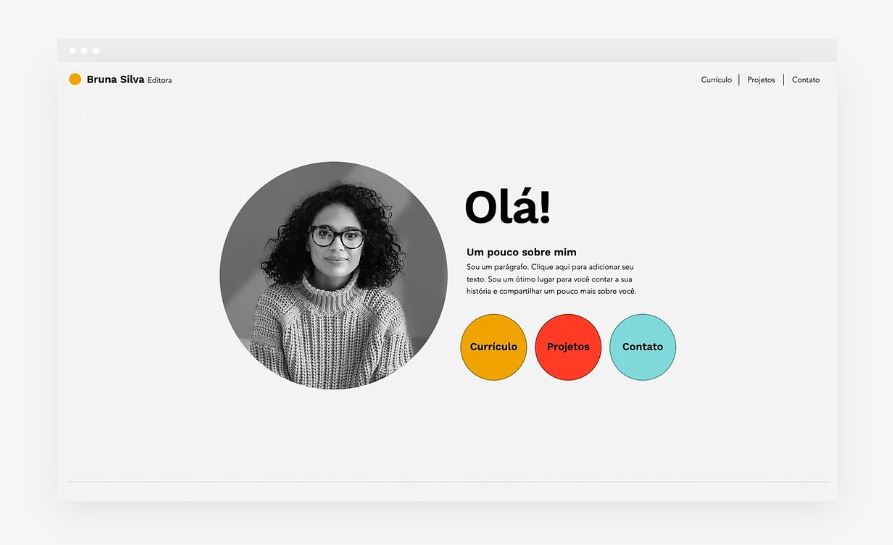 Bruna Silva Editora
Currículo
Projetos
Contato
Olá!
Um pouco sobre mim
Sou um parágrafo. Clique aqui para adicionar seu
texto. Sou um ótimo lugar para você contar a sua
história e compartilhar um pouco mais sobre você.
Currículo
Projetos
Contato